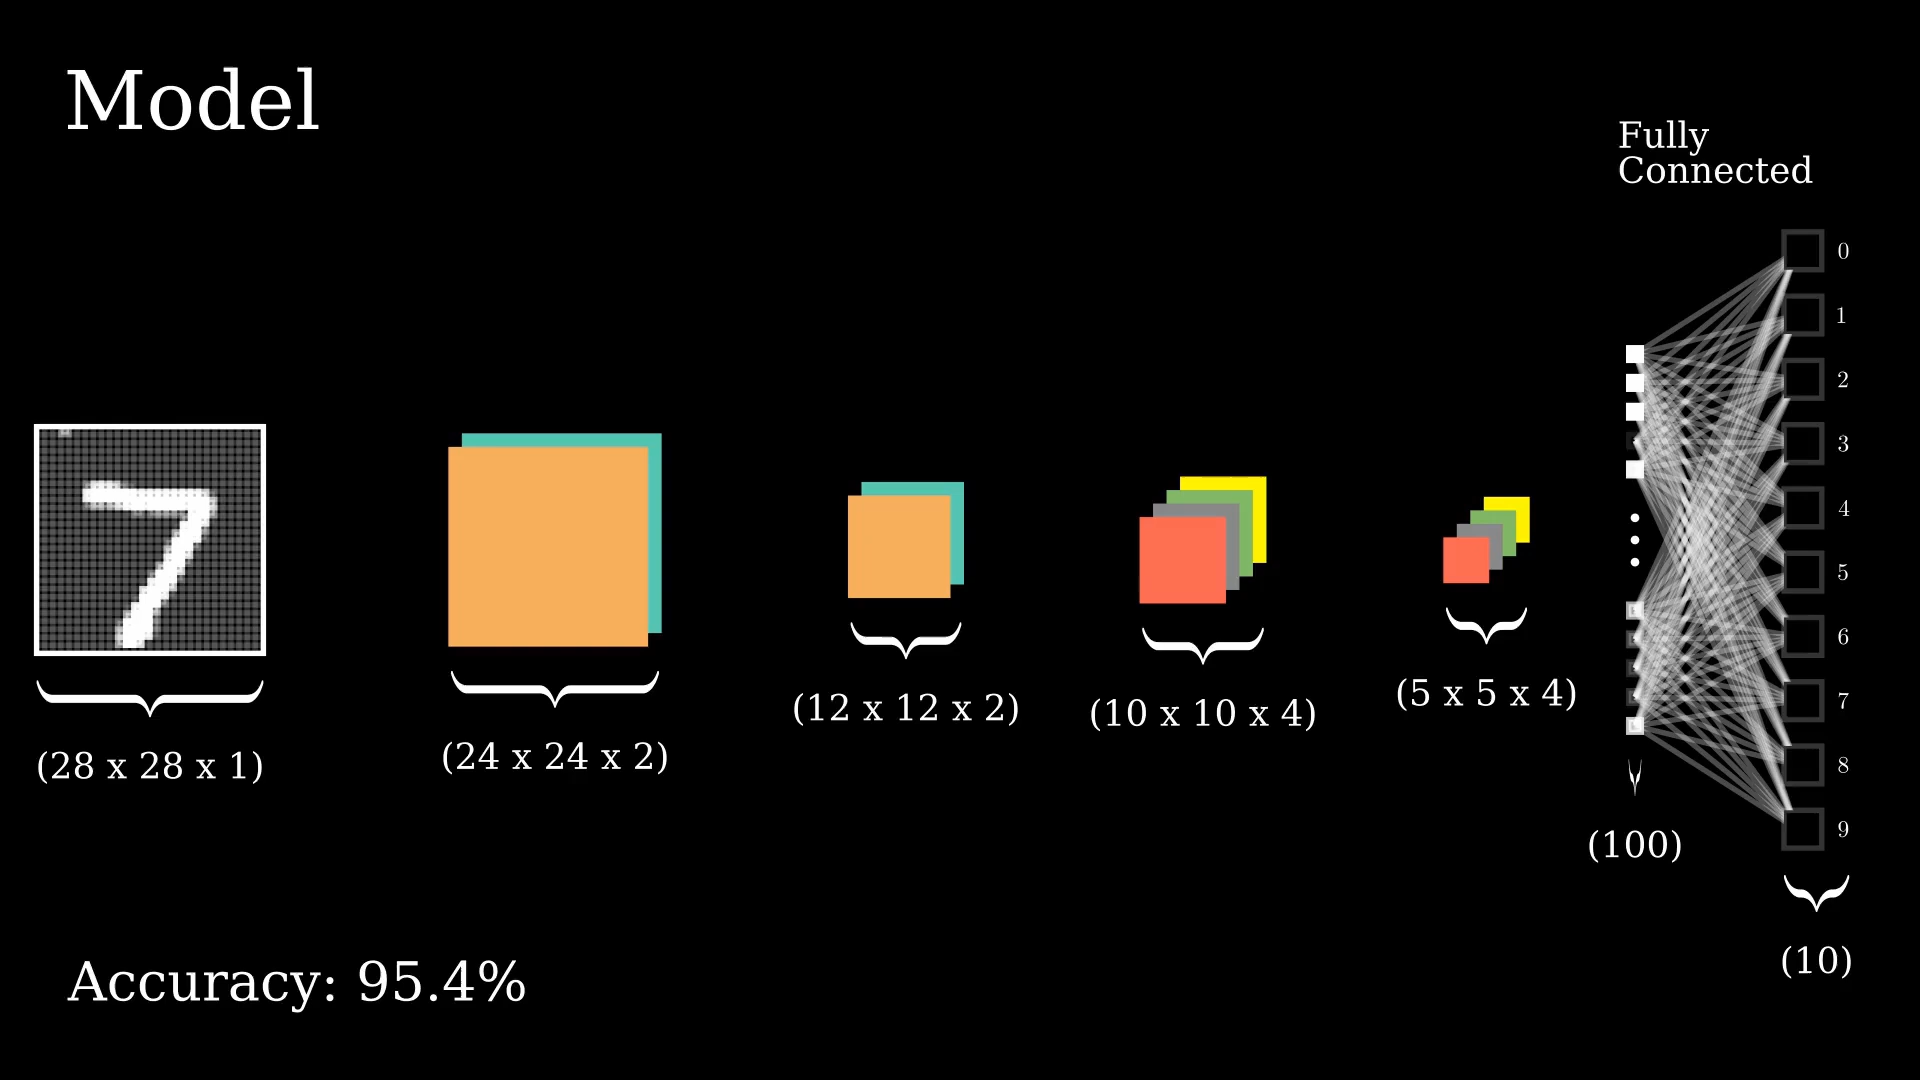 Model
Fully
Connected
7
0
1
2
3
4
5
6
7
8
9
(28 x 28 x 1)
(24 x 24 x 2)
(12 x 12 x 2)
(10 x 10 x 4)
(5 x 5 x 4)
(100)
(10)
Accuracy: 95.4%